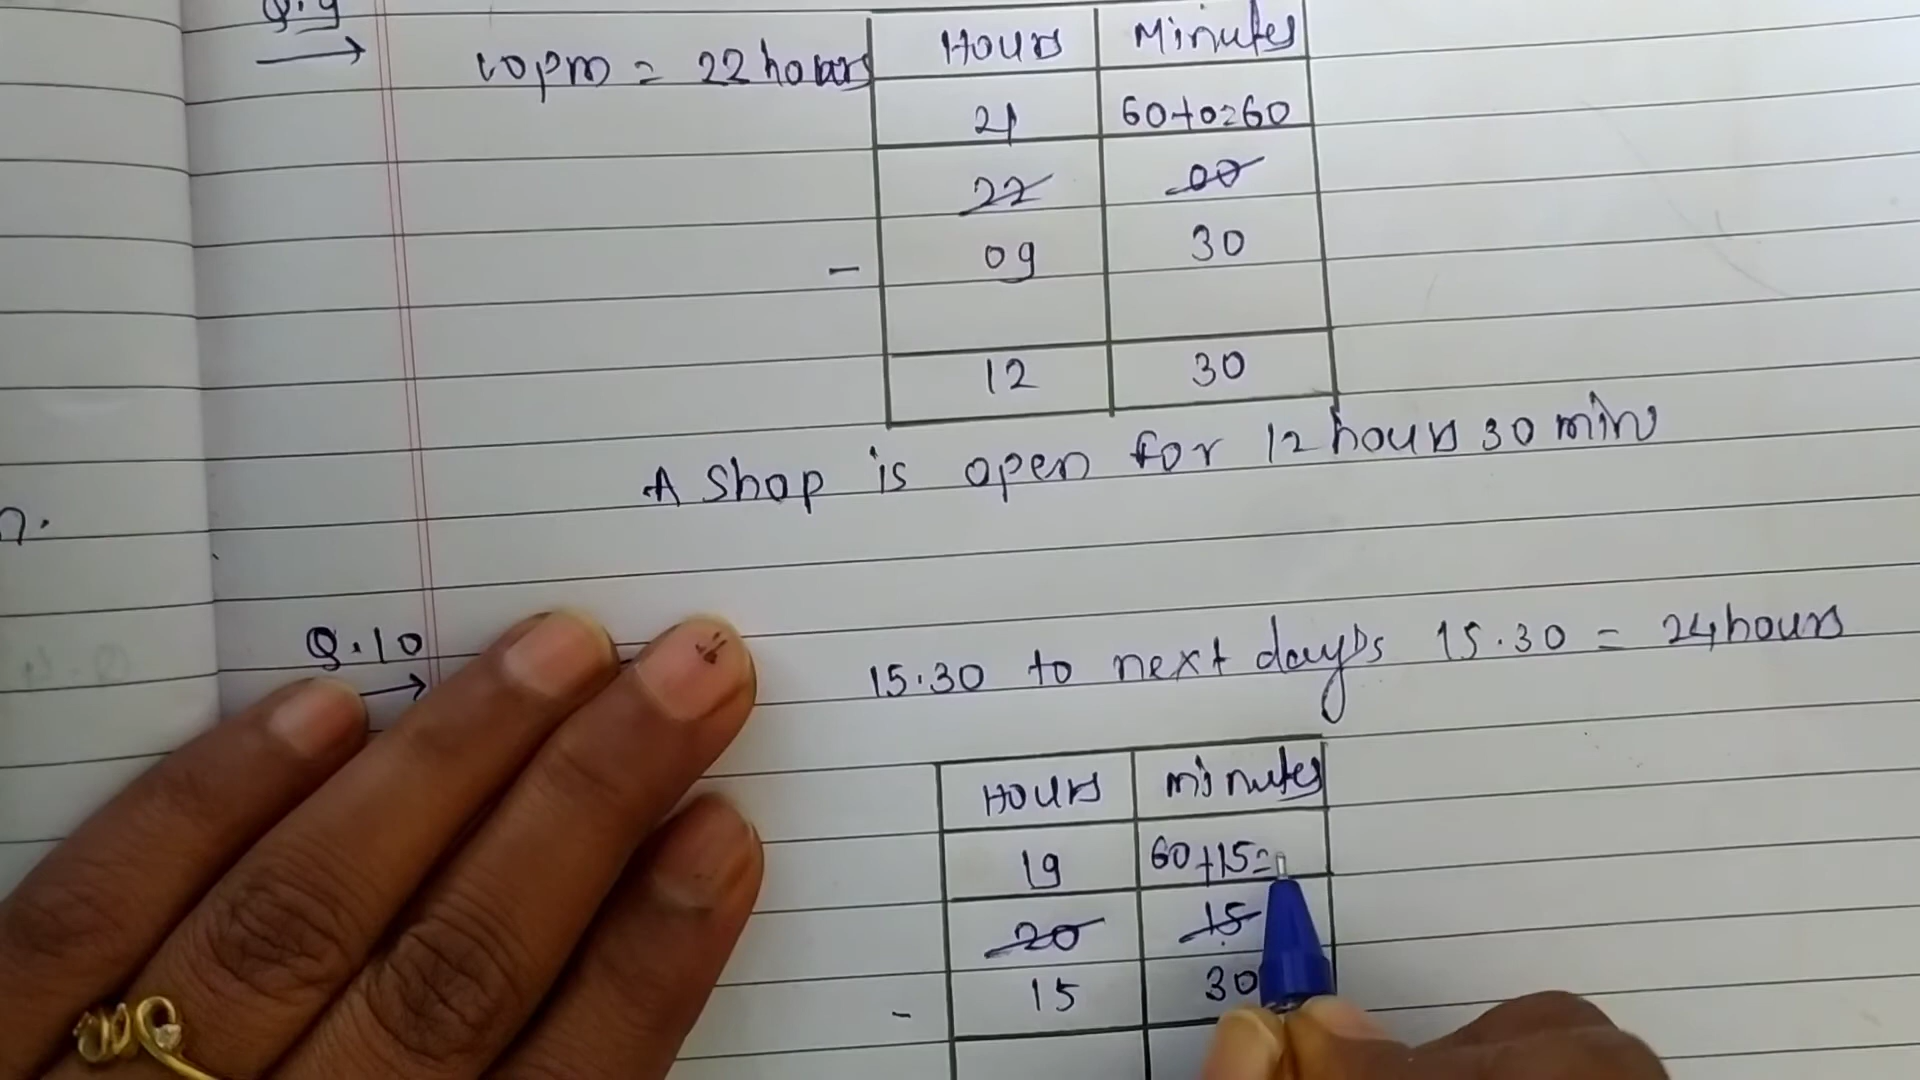 Q.9
10pm = 22 hours
Hours Minutes
21 60+0=60
22 00
- 09 30
12 30
A shop is open for 12 hours 30 min
n.
Q.10
15.30 to next day's 15.30 = 24 hours
Hours minutes
19 60+15=
20 15
- 15 30